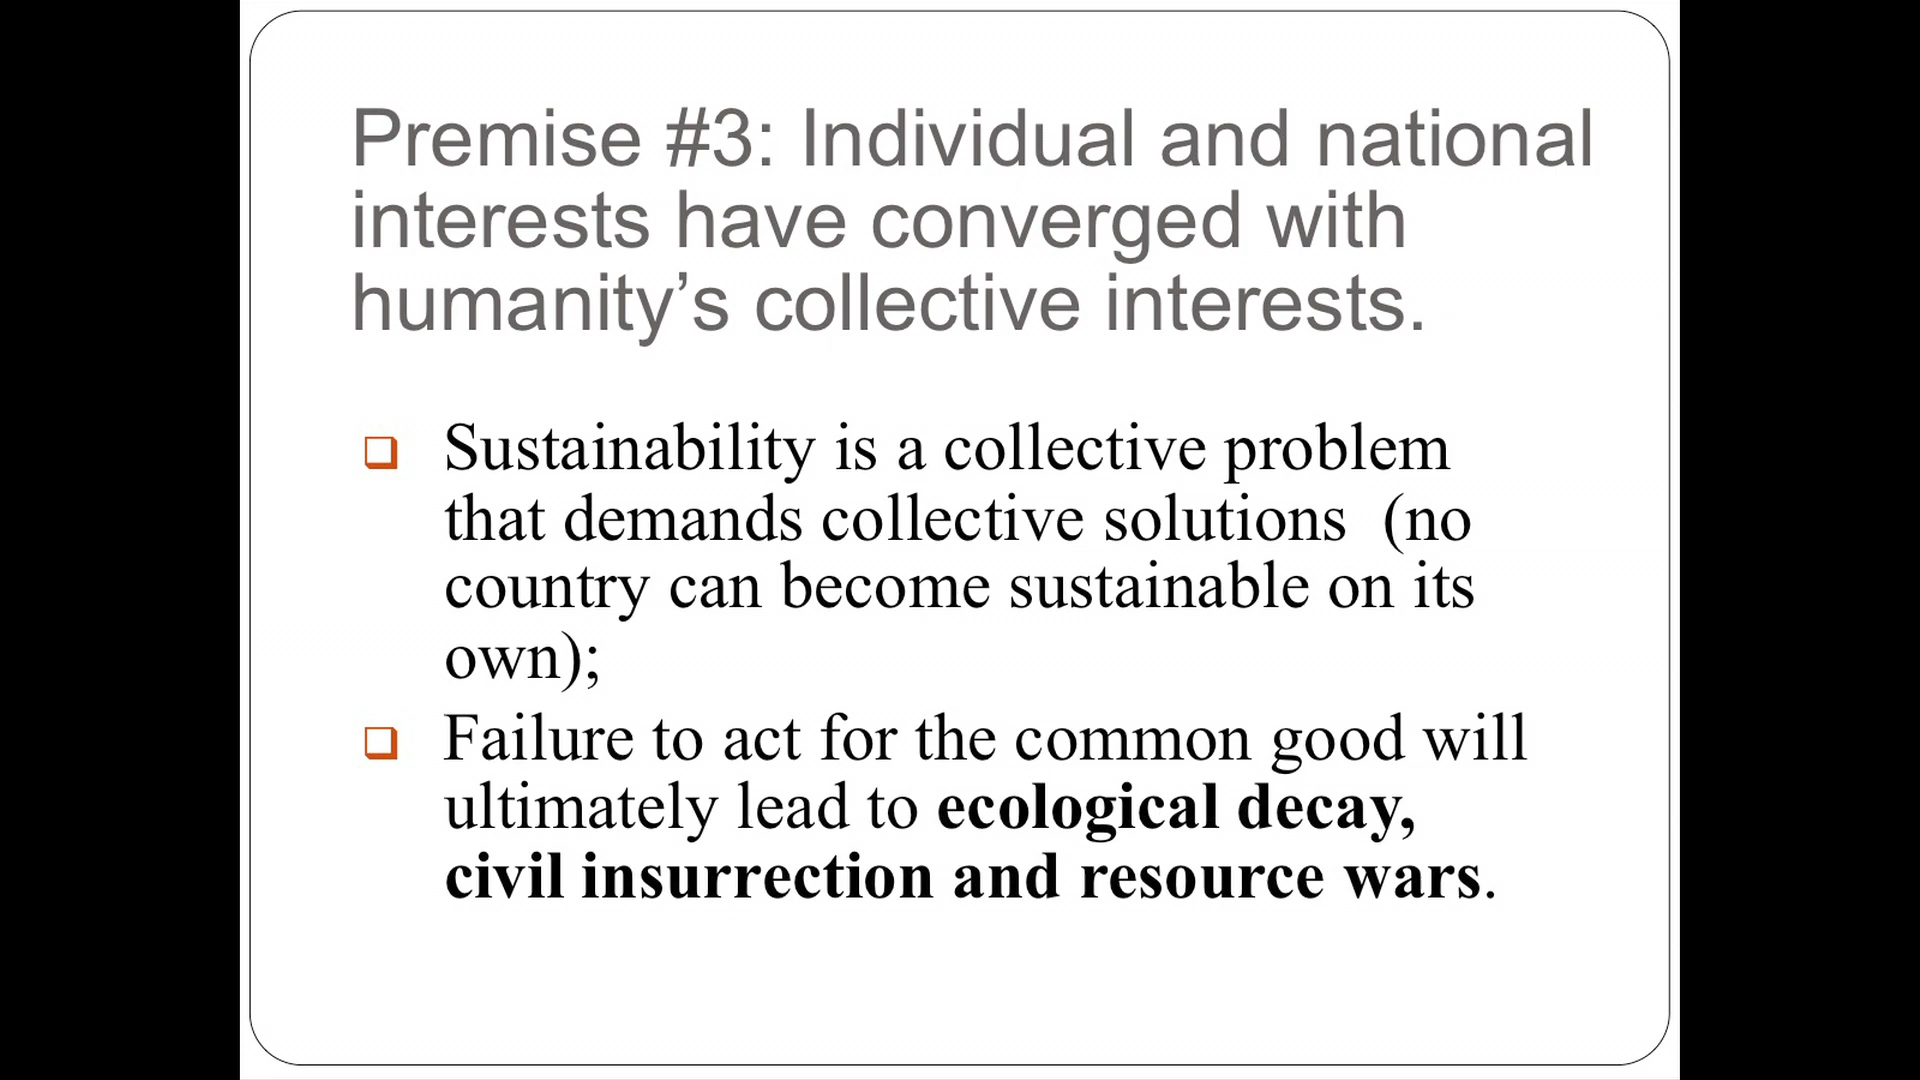 Premise #3: Individual and national
interests have converged with
humanity’s collective interests.
❑ Sustainability is a collective problem
that demands collective solutions  (no
country can become sustainable on its
own);
❑ Failure to act for the common good will
ultimately lead to ecological decay,
civil insurrection and resource wars.